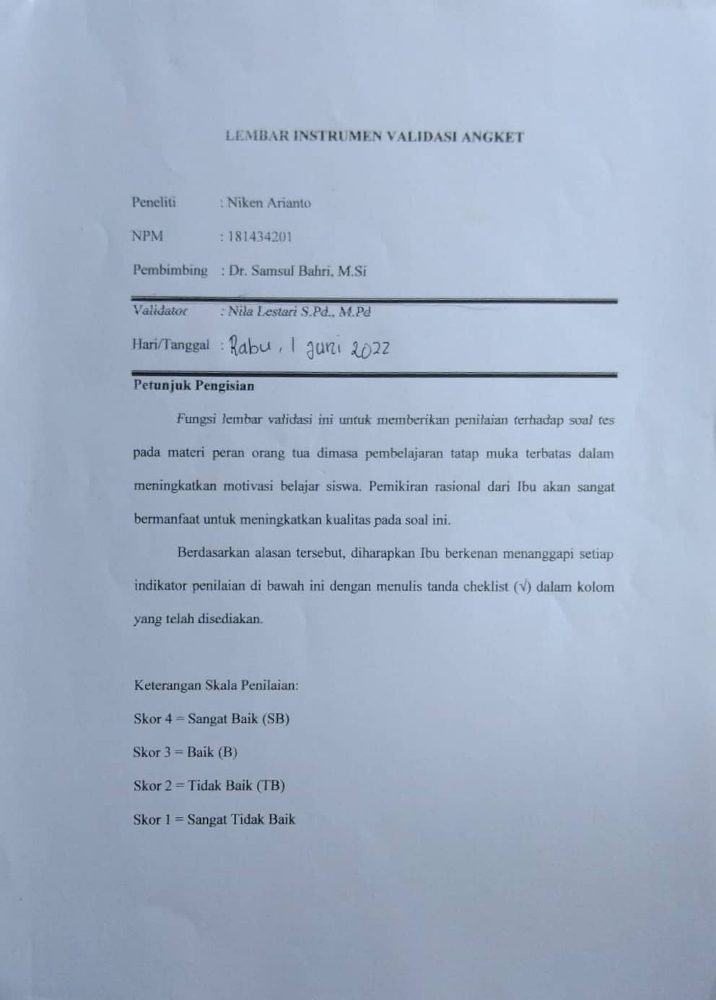 LEMBAR INSTRUMEN VALIDASI ANGKET
Peneliti : Niken Arianto
NPM : 181434201
Pembimbing : Dr. Samsul Bahri, M.Si
Validator : Nila Lestari S.Pd., M.Pd
Hari/Tanggal : Rabu, 1 Juni 2022
Petunjuk Pengisian
Fungsi lembar validasi ini untuk memberikan penilaian terhadap soal tes
pada materi peran orang tua dimasa pembelajaran tatap muka terbatas dalam
meningkatkan motivasi belajar siswa. Pemikiran rasional dari Ibu akan sangat
bermanfaat untuk meningkatkan kualitas pada soal ini.
Berdasarkan alasan tersebut, diharapkan Ibu berkenan menanggapi setiap
indikator penilaian di bawah ini dengan menulis tanda cheklist (√) dalam kolom
yang telah disediakan.
Keterangan Skala Penilaian:
Skor 4 = Sangat Baik (SB)
Skor 3 = Baik (B)
Skor 2 = Tidak Baik (TB)
Skor 1 = Sangat Tidak Baik